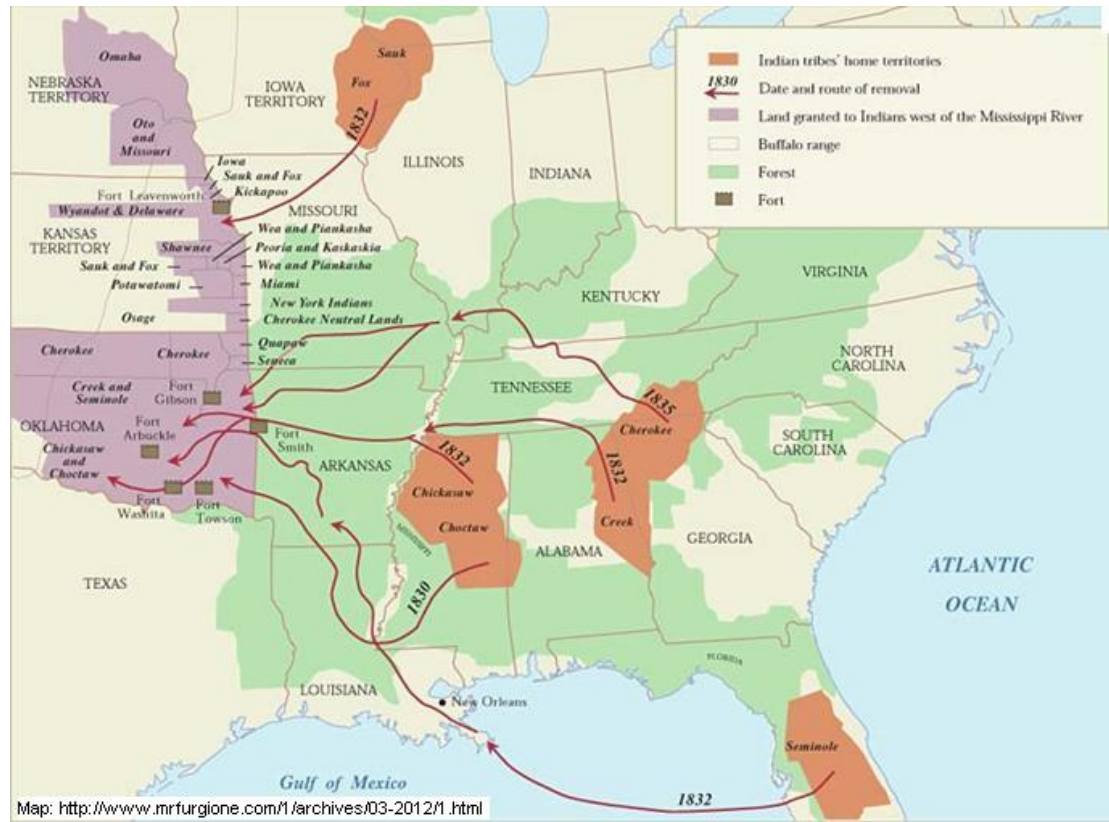 Indian tribes' home territories
1830
Date and route of removal
Land granted to Indians west of the Mississippi River
Buffalo range
Forest
Fort
Omaha
NEBRASKA
TERRITORY
Oto
and
Missouri
IOWA
TERRITORY
Sauk
Fox
1832
ILLINOIS
INDIANA
Iowa
Sauk and Fox
Kickapoo
Fort Leavenworth
Wyandot & Delaware
MISSOURI
KANSAS
TERRITORY
Wea and Piankasha
Shawnee
Peoria and Kaskaskia
Sauk and Fox
Wea and Piankasha
Potawatomi
Miami
New York Indians
Osage
Cherokee Neutral Lands
Quapaw
Seneca
Cherokee
Cherokee
Creek and
Seminole
Fort
Gibson
OKLAHOMA
Fort
Arbuckle
Chickasaw
and
Choctaw
Fort
Smith
Fort
Washita
Fort
Towson
ARKANSAS
KENTUCKY
VIRGINIA
TENNESSEE
NORTH
CAROLINA
1835
Cherokee
SOUTH
CAROLINA
1832
Chickasaw
Choctaw
1832
Creek
MISSISSIPPI
ALABAMA
GEORGIA
1830
TEXAS
LOUISIANA
New Orleans
FLORIDA
Seminole
1832
ATLANTIC
OCEAN
Gulf of Mexico
Map: http://www.mrfurgione.com/1/archives/03-2012/1.html